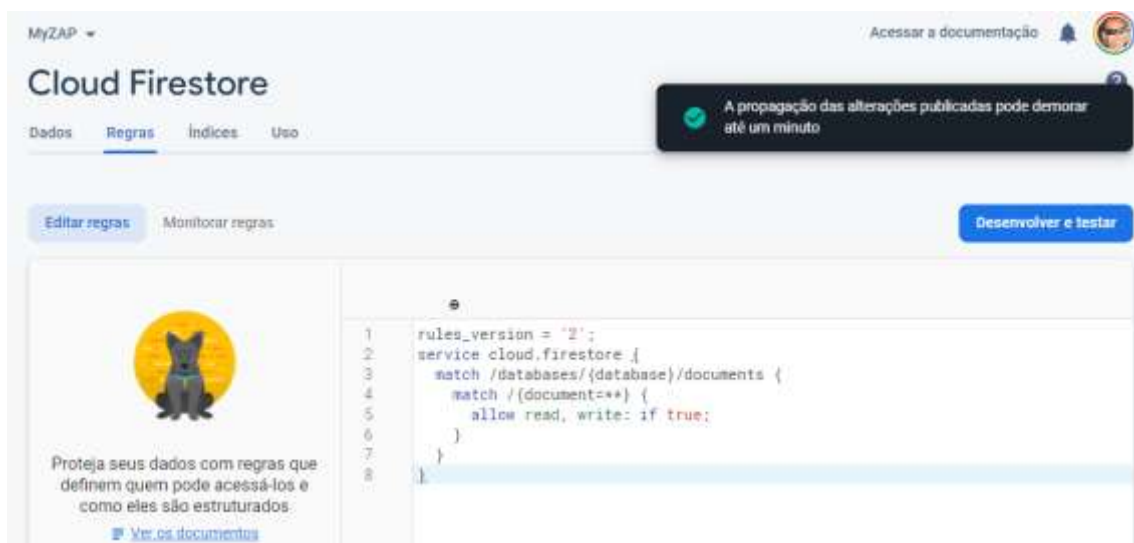 MyZAP
Acessar a documentação
Cloud Firestore
A propagação das alterações publicadas pode demorar
até um minuto
Dados Regras Índices Uso
Editar regras Monitorar regras
Desenvolver e testar
1 rules_version = '2';
2 service cloud.firestore {
3 match /databases/{database}/documents {
4 match /{document=**} {
5 allow read, write: if true;
6 }
7 }
8 }
Proteja seus dados com regras que
definem quem pode acessá-los e
como eles são estruturados
Ver os documentos